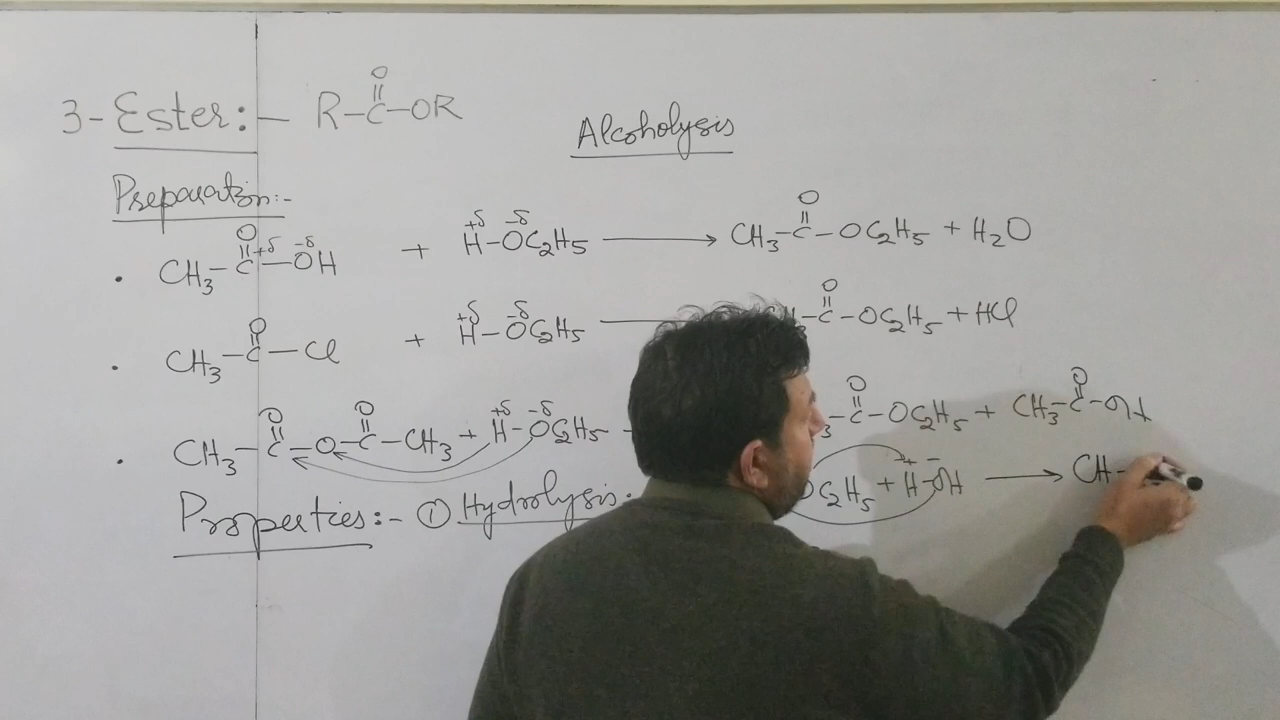 3- Ester:- R-C-OR
O
||
Alcoholysis
Preparation:-
O
||
CH3-C-OH + H-OC2H5 → CH3-C-OC2H5 + H2O
+δ -δ +δ -δ O
||
O
||
CH3-C-Cl + H-OC2H5 — C-OC2H5 + HCl
+δ -δ O
||
O O
|| ||
CH3-C-O-C-CH3 + H-OC2H5 - 3-C-OC2H5 + CH3-C-OH
+δ -δ O O
|| ||
Properties:- ① Hydrolysis. OC2H5 + H-OH → CH-
+ -